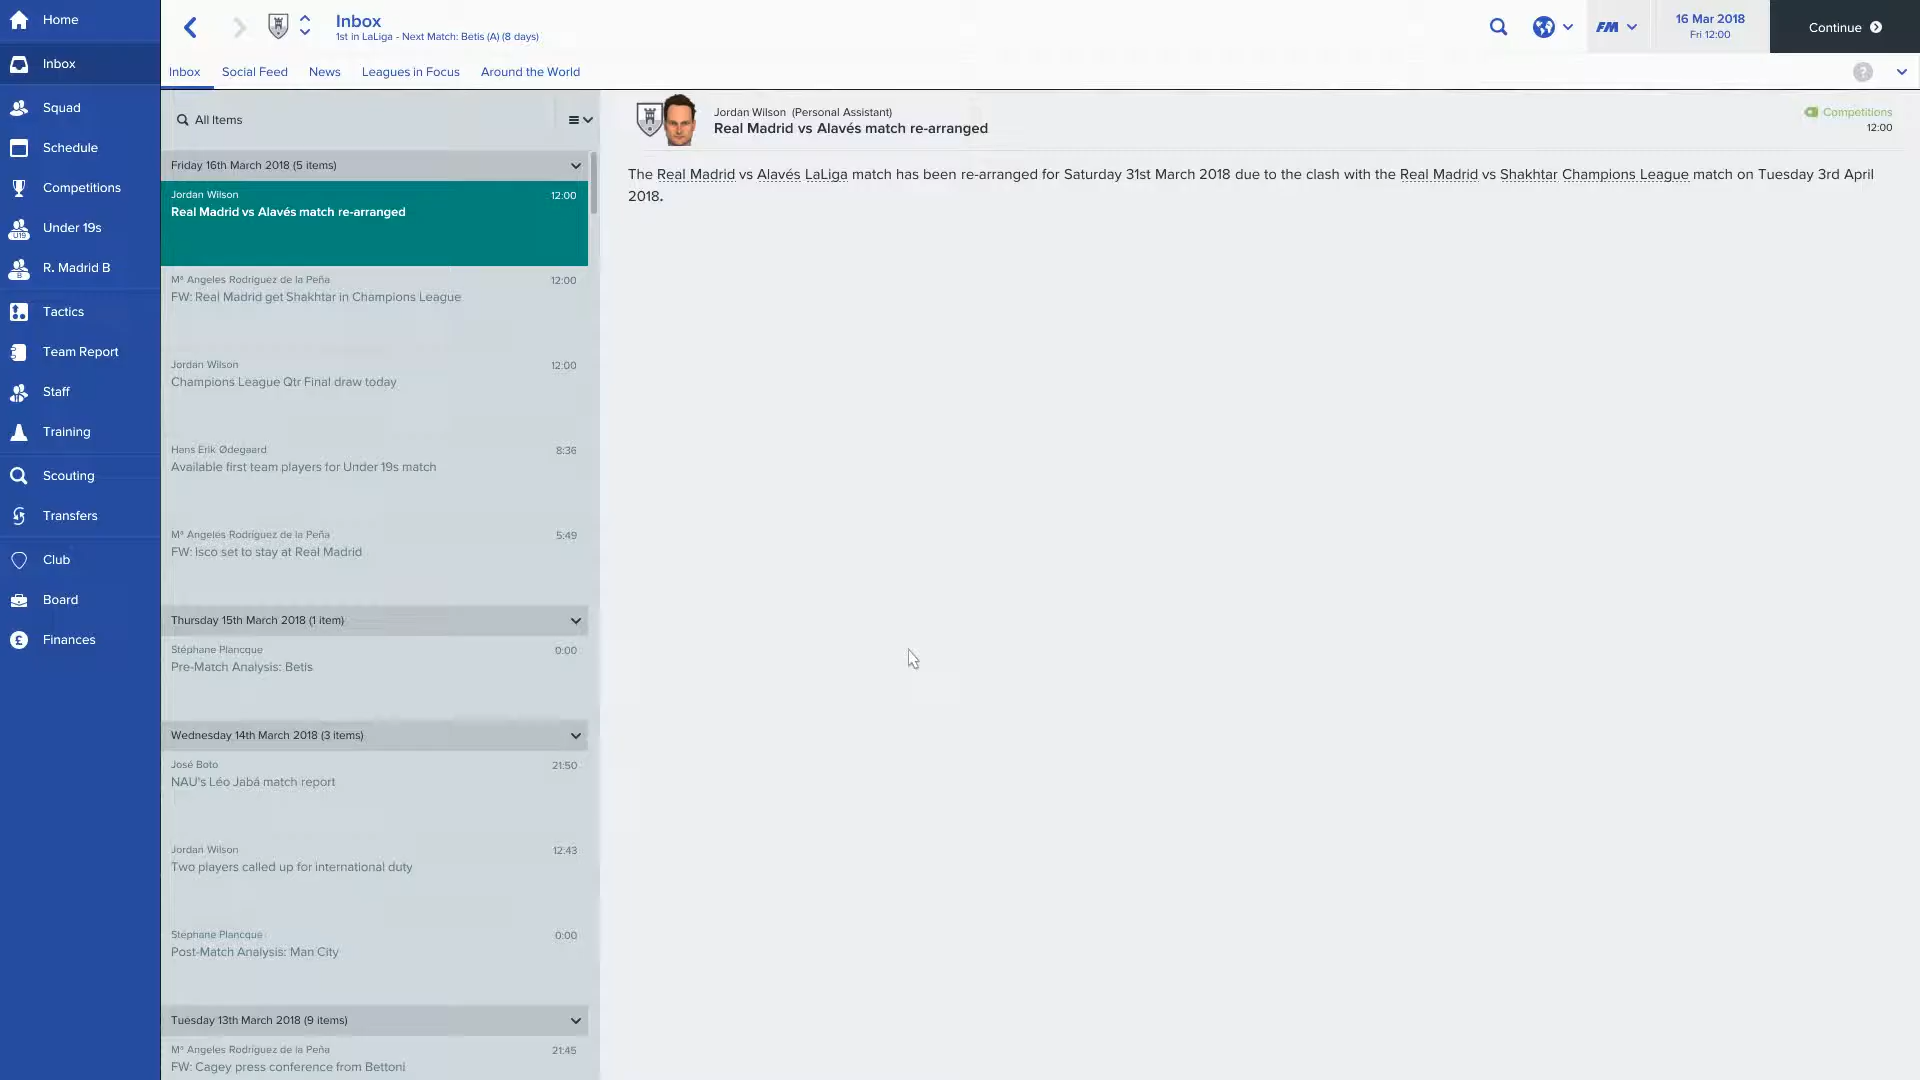 Home
Inbox
Squad
Schedule
Competitions
Under 19s
R. Madrid B
Tactics
Team Report
Staff
Training
Scouting
Transfers
Club
Board
Finances
Inbox
1st in LaLiga - Next Match: Betis (A) (8 days)
FM
16 Mar 2018
Fri 12:00
Continue
Inbox Social Feed News Leagues in Focus Around the World
?
All Items
Friday 16th March 2018 (5 items)
Jordan Wilson 12:00
Real Madrid vs Alavés match re-arranged
Mª Angeles Rodríguez de la Peña 12:00
FW: Real Madrid get Shakhtar in Champions League
Jordan Wilson 12:00
Champions League Qtr Final draw today
Hans Erik Ødegaard 8:36
Available first team players for Under 19s match
Mª Angeles Rodríguez de la Peña 5:49
FW: Isco set to stay at Real Madrid
Thursday 15th March 2018 (1 item)
Stéphane Plancque 0:00
Pre-Match Analysis: Betis
Wednesday 14th March 2018 (3 items)
José Boto 21:50
NAU's Léo Jabá match report
Jordan Wilson 12:43
Two players called up for international duty
Stéphane Plancque 0:00
Post-Match Analysis: Man City
Tuesday 13th March 2018 (9 items)
Mª Angeles Rodríguez de la Peña 21:45
FW: Cagey press conference from Bettoni
Jordan Wilson (Personal Assistant)
Real Madrid vs Alavés match re-arranged
Competitions
12:00
The Real Madrid vs Alavés LaLiga match has been re-arranged for Saturday 31st March 2018 due to the clash with the Real Madrid vs Shakhtar Champions League match on Tuesday 3rd April
2018.